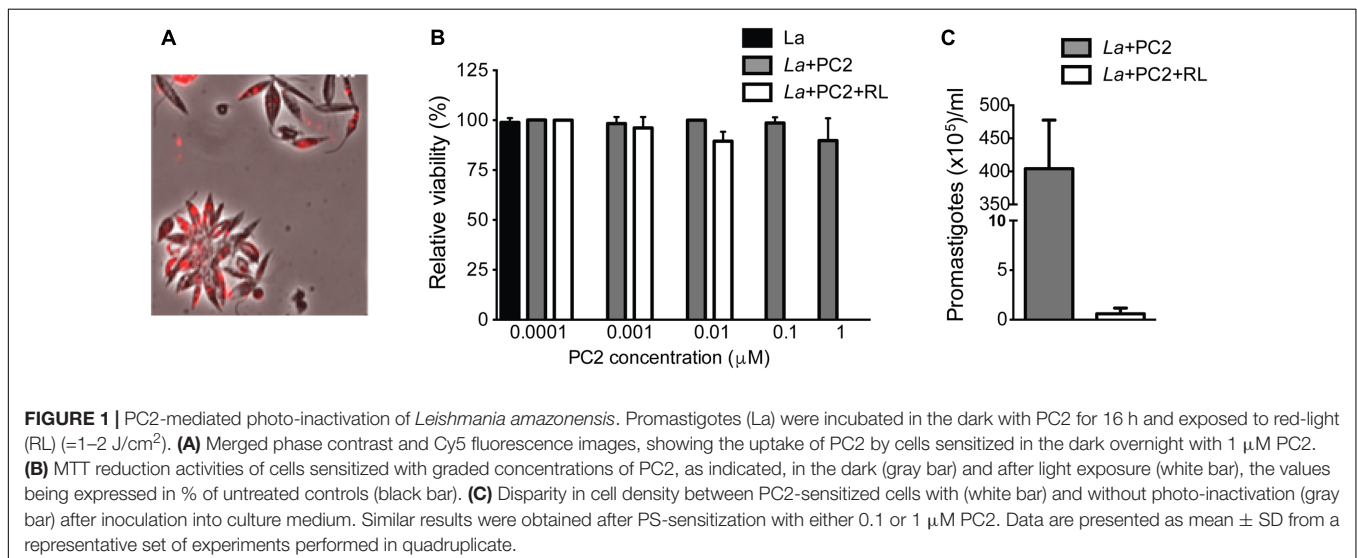 A
B
La
La+PC2
La+PC2+RL
Relative viability (%)
125
100
75
50
25
0
0.0001 0.001 0.01 0.1 1
PC2 concentration (μM)
C
La+PC2
La+PC2+RL
Promastigotes (x10⁵)/ml
500
450
400
350
10
5
0
FIGURE 1 | PC2-mediated photo-inactivation of Leishmania amazonensis. Promastigotes (La) were incubated in the dark with PC2 for 16 h and exposed to red-light
(RL) (=1–2 J/cm²). (A) Merged phase contrast and Cy5 fluorescence images, showing the uptake of PC2 by cells sensitized in the dark overnight with 1 μM PC2.
(B) MTT reduction activities of cells sensitized with graded concentrations of PC2, as indicated, in the dark (gray bar) and after light exposure (white bar), the values
being expressed in % of untreated controls (black bar). (C) Disparity in cell density between PC2-sensitized cells with (white bar) and without photo-inactivation (gray
bar) after inoculation into culture medium. Similar results were obtained after PS-sensitization with either 0.1 or 1 μM PC2. Data are presented as mean ± SD from a
representative set of experiments performed in quadruplicate.